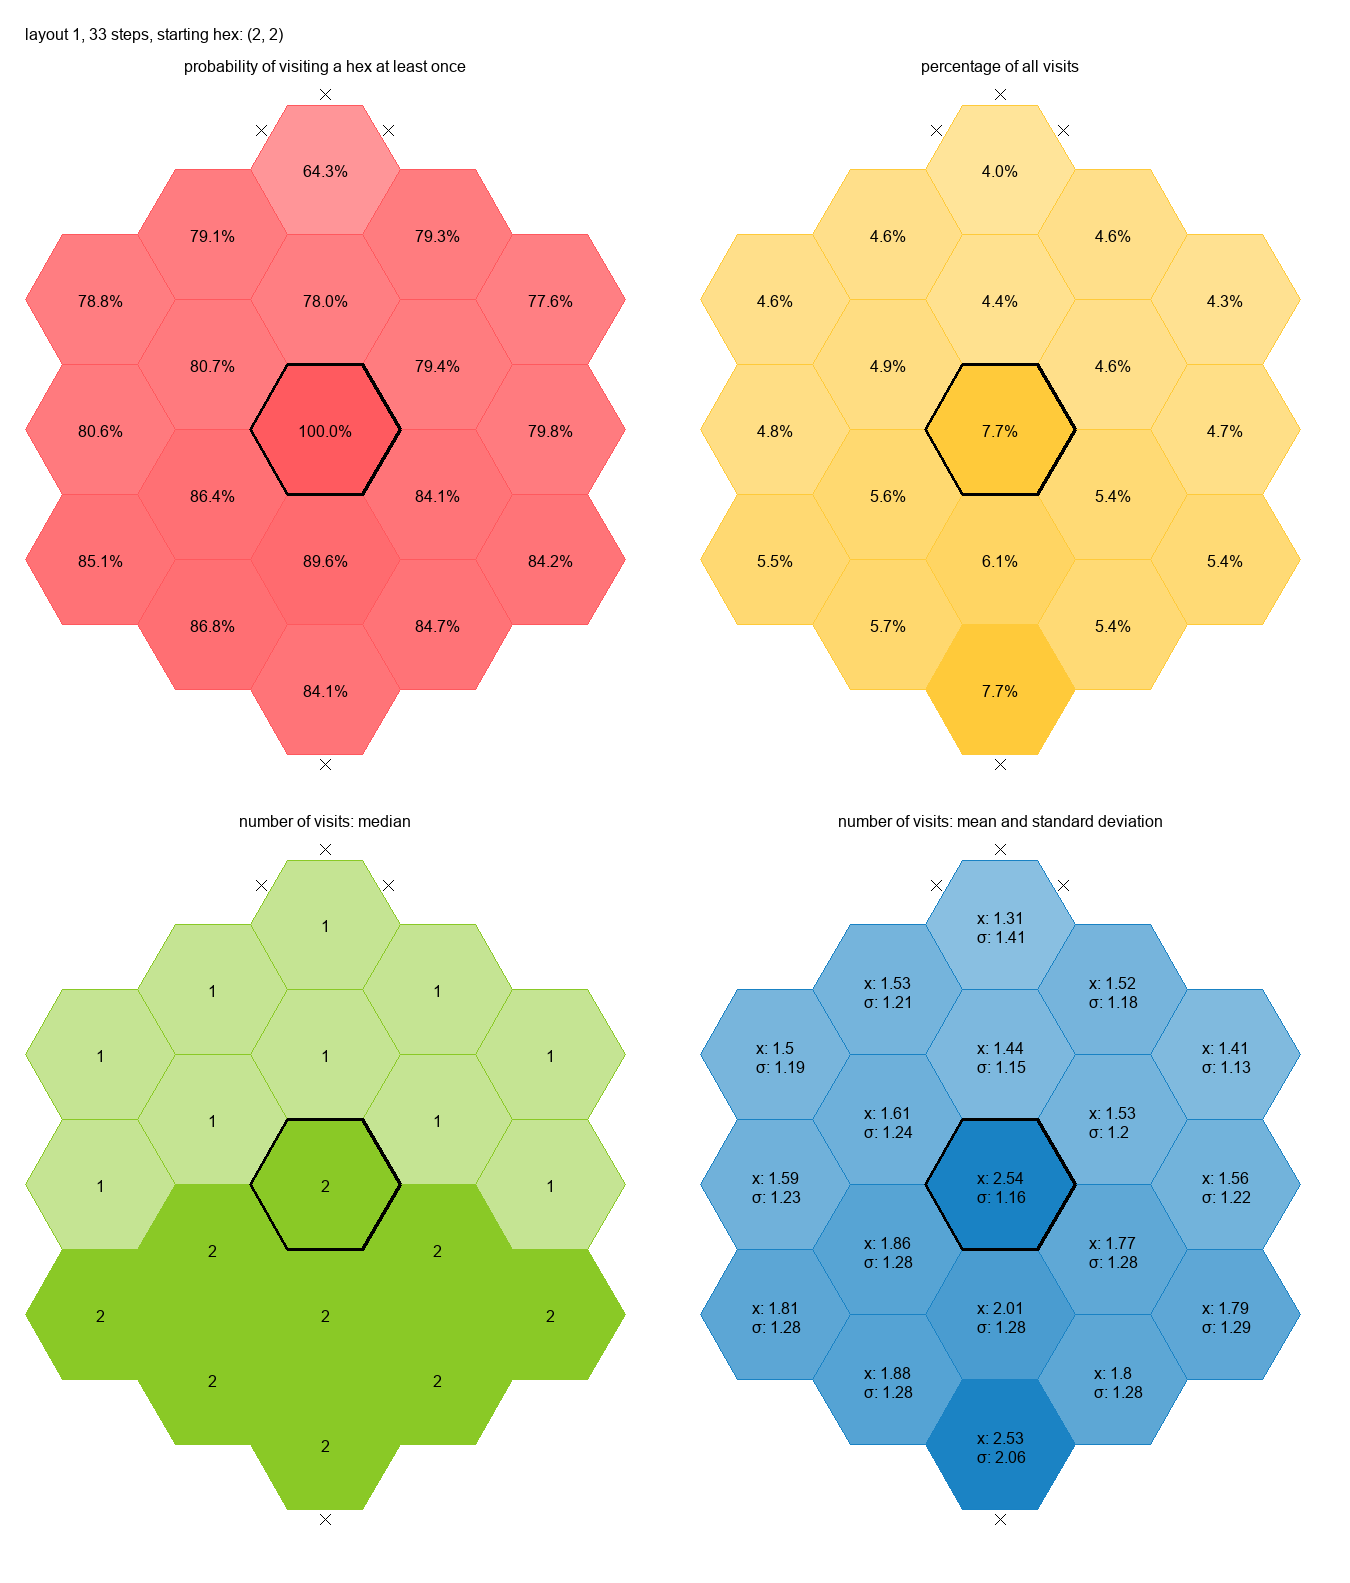 layout 1, 33 steps, starting hex: (2, 2)
probability of visiting a hex at least once
64.3%
79.1%
79.3%
78.8%
78.0%
77.6%
80.7%
79.4%
80.6%
100.0%
79.8%
86.4%
84.1%
85.1%
89.6%
84.2%
86.8%
84.7%
84.1%
percentage of all visits
4.0%
4.6%
4.6%
4.6%
4.4%
4.3%
4.9%
4.6%
4.8%
7.7%
4.7%
5.6%
5.4%
5.5%
6.1%
5.4%
5.7%
5.4%
7.7%
number of visits: median
1
1
1
1
1
1
1
1
1
2
1
2
2
2
2
2
2
2
2
number of visits: mean and standard deviation
x: 1.31
σ: 1.41
x: 1.53
σ: 1.21
x: 1.52
σ: 1.18
x: 1.5
σ: 1.19
x: 1.44
σ: 1.15
x: 1.41
σ: 1.13
x: 1.61
σ: 1.24
x: 1.53
σ: 1.2
x: 1.59
σ: 1.23
x: 2.54
σ: 1.16
x: 1.56
σ: 1.22
x: 1.86
σ: 1.28
x: 1.77
σ: 1.28
x: 1.81
σ: 1.28
x: 2.01
σ: 1.28
x: 1.79
σ: 1.29
x: 1.88
σ: 1.28
x: 1.8
σ: 1.28
x: 2.53
σ: 2.06